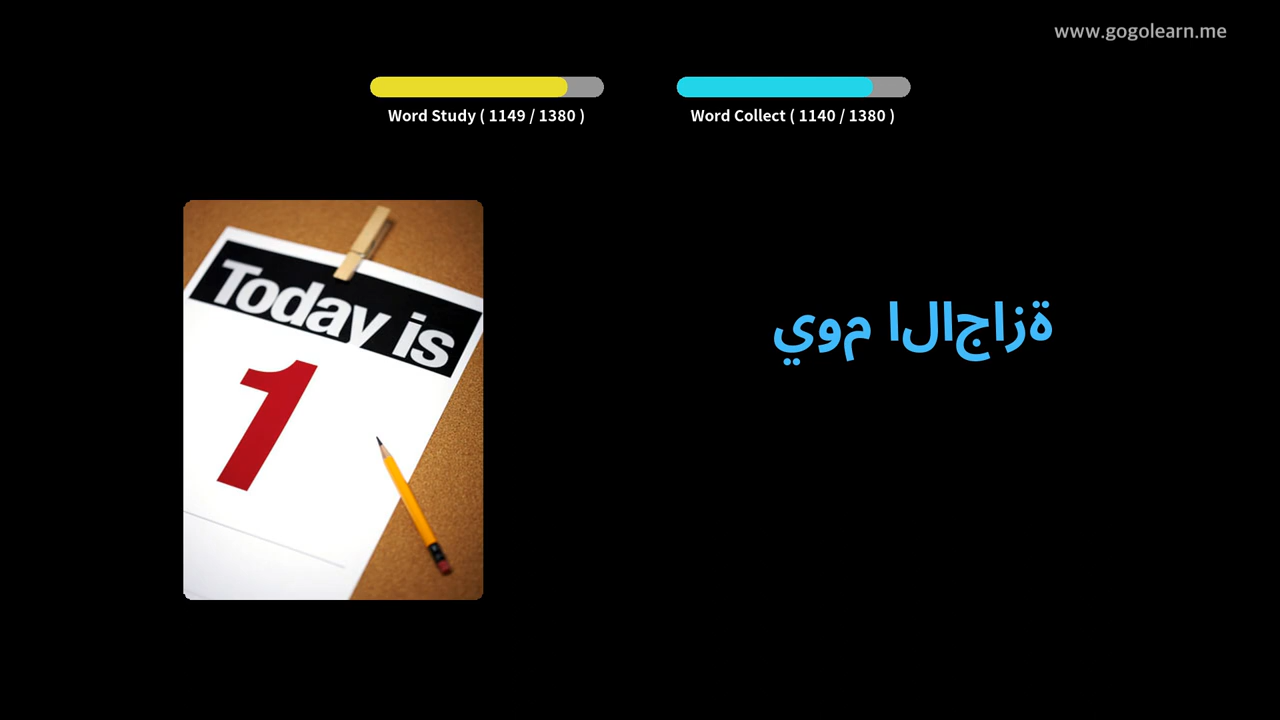 www.gogolearn.me
Word Study ( 1149 / 1380 )
Word Collect ( 1140 / 1380 )
Today is
1
يوم الاجازة